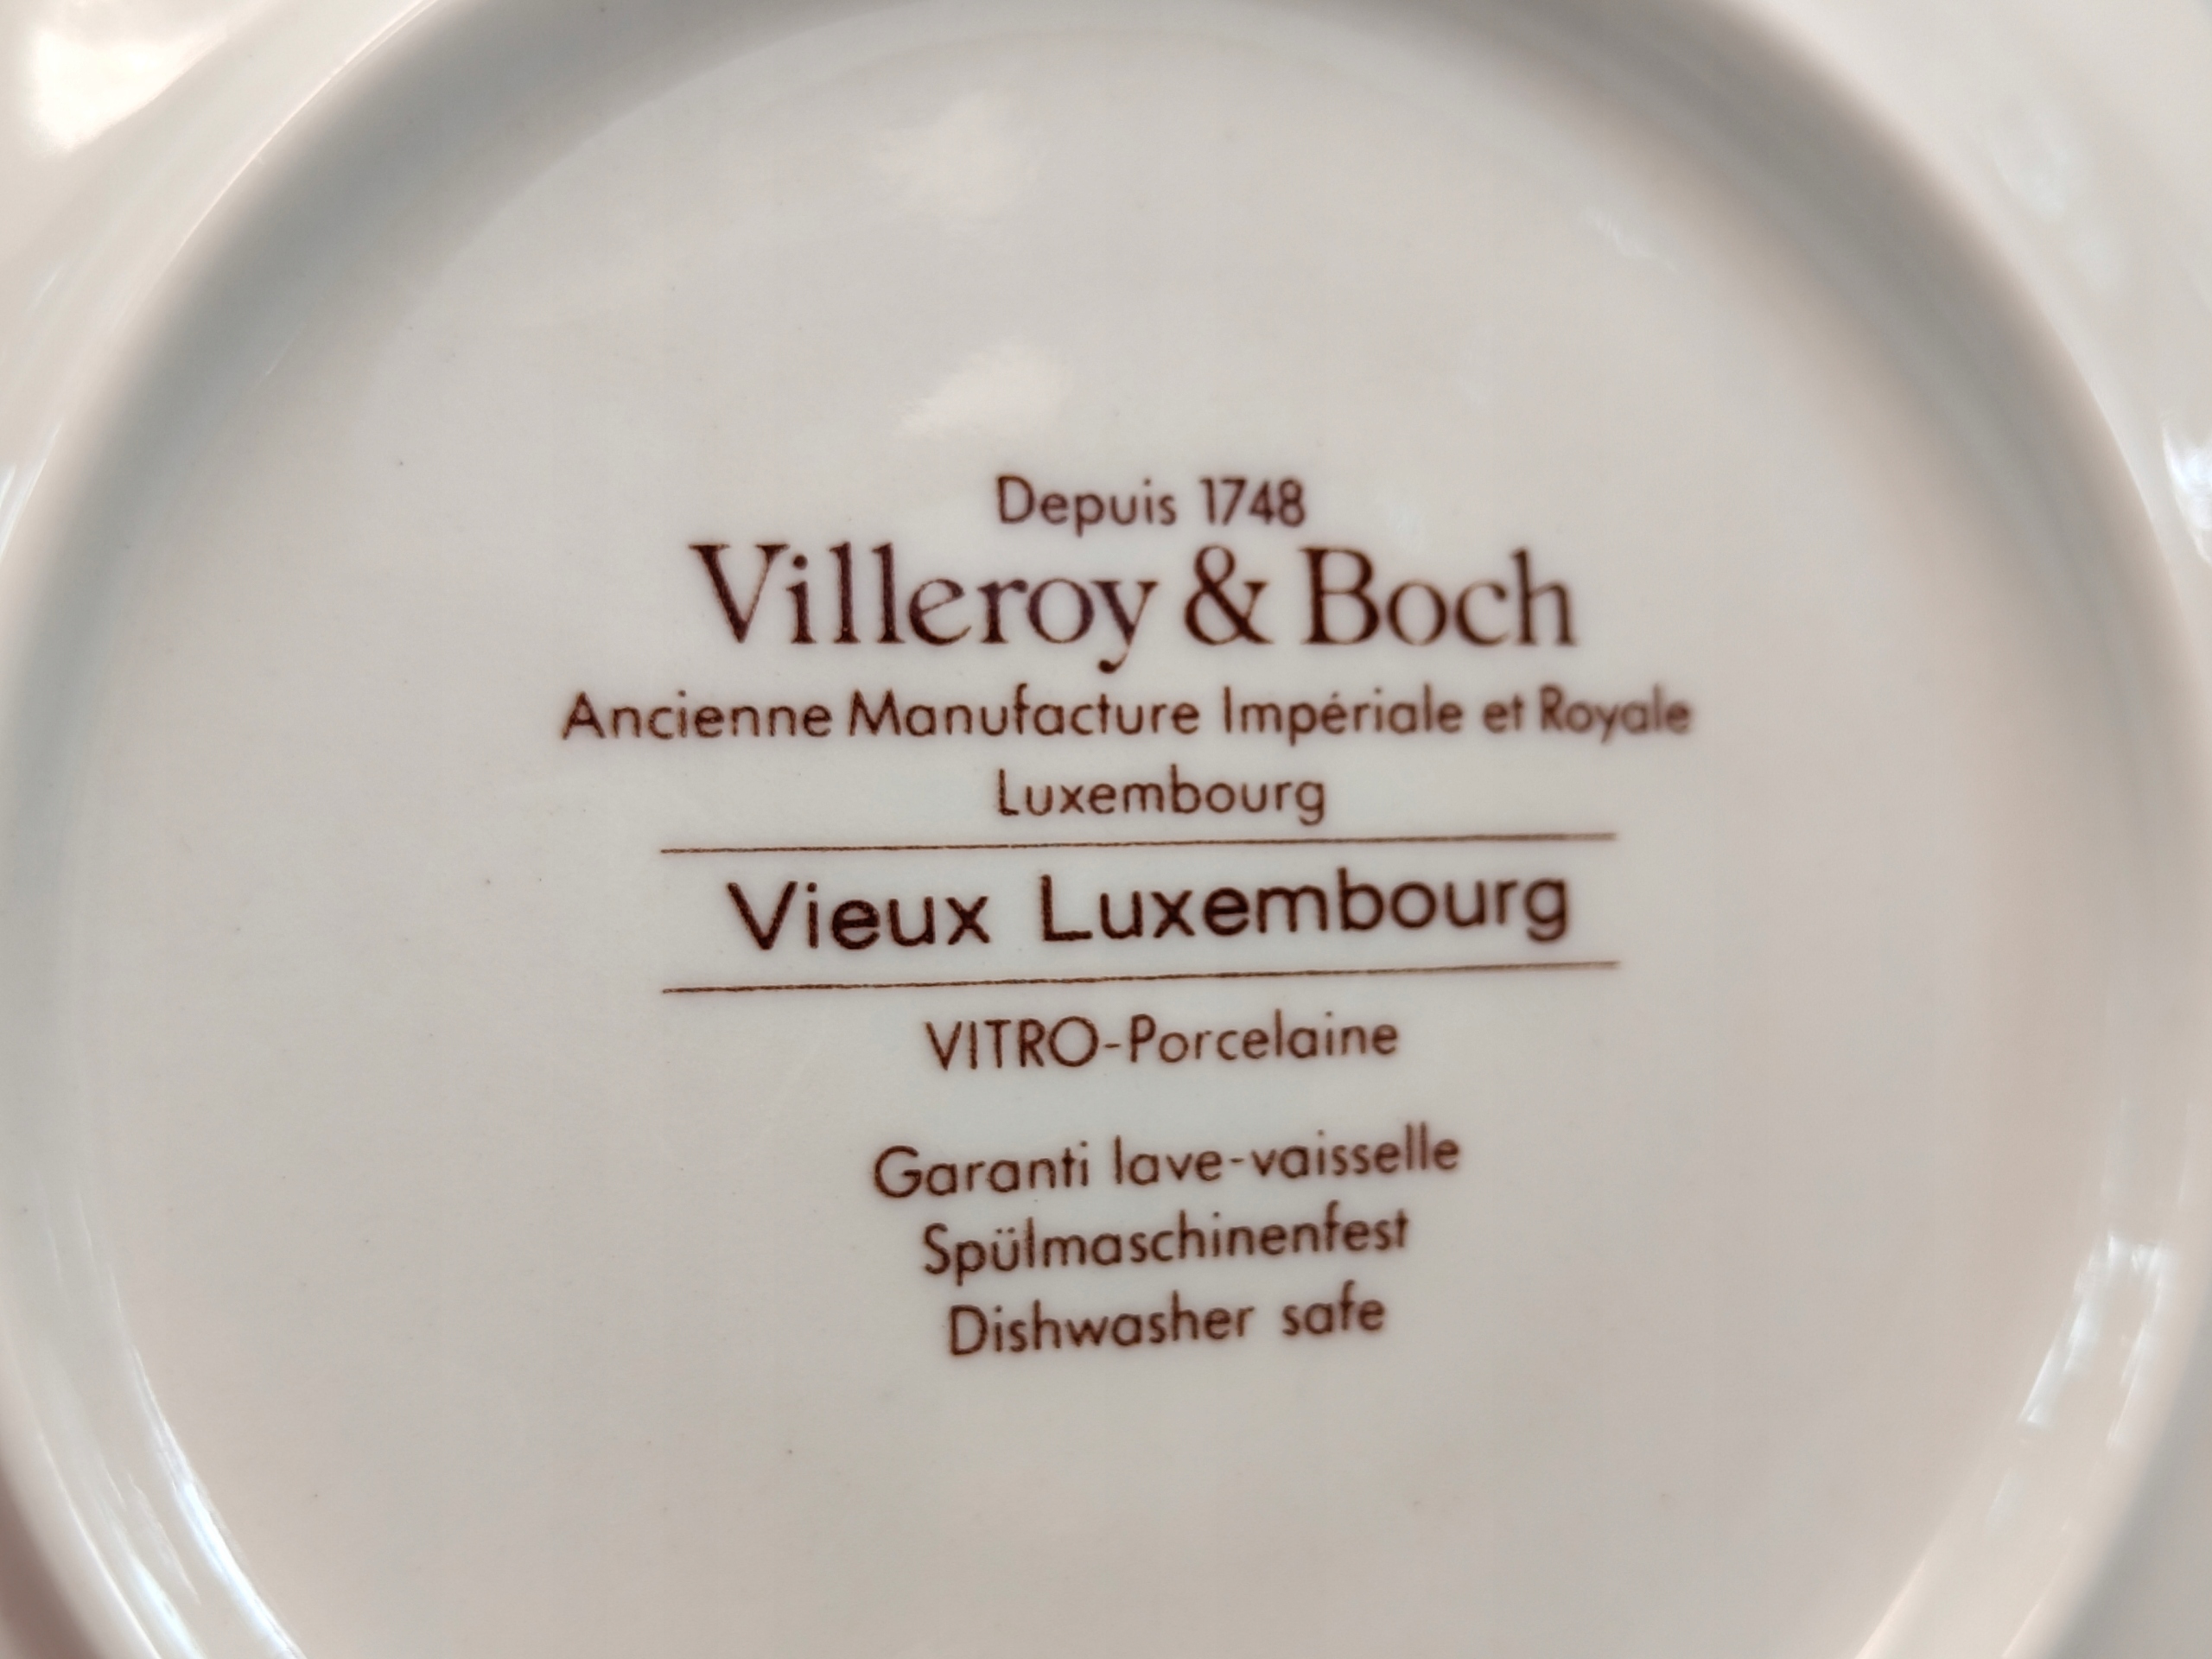 Depuis 1748
Villeroy & Boch
Ancienne Manufacture Impériale et Royale
Luxembourg
Vieux Luxembourg
VITRO-Porcelaine
Garanti lave-vaisselle
Spülmaschinenfest
Dishwasher safe